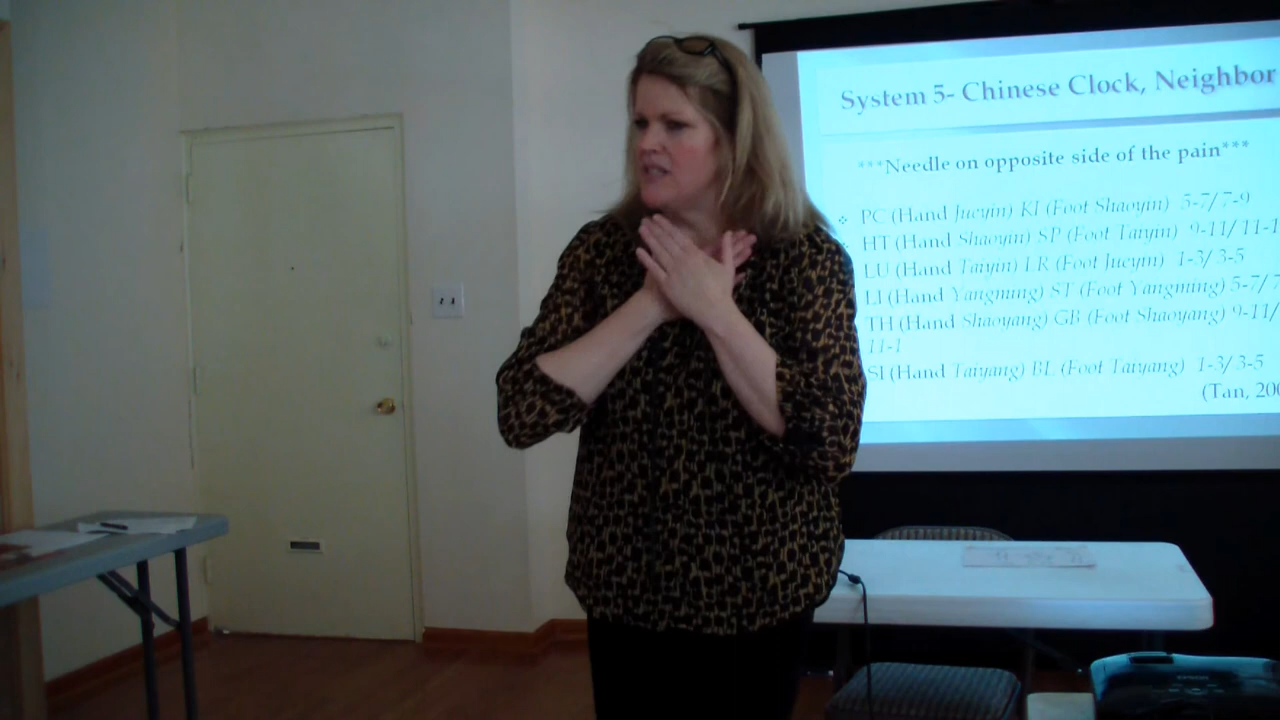 System 5- Chinese Clock, Neighbor
***Needle on opposite side of the pain***
PC (Hand Jueyin) KI (Foot Shaoyin) 5-7/7-9
HT (Hand Shaoyin) SP (Foot Taiyin) 9-11/11-1
LU (Hand Taiyin) LR (Foot Jueyin) 1-3/3-5
LI (Hand Yangming) ST (Foot Yangming) 5-7/7
TH (Hand Shaoyang) GB (Foot Shaoyang) 9-11/
11-1
SI (Hand Taiyang) BL (Foot Taiyang) 1-3/3-5
(Tan, 200
EPSON